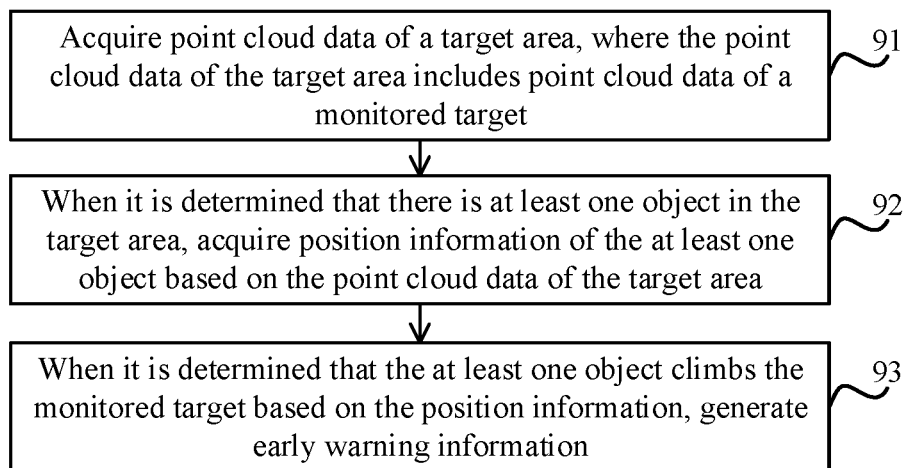 Acquire point cloud data of a target area, where the point
cloud data of the target area includes point cloud data of a
monitored target
91
When it is determined that there is at least one object in the
target area, acquire position information of the at least one
object based on the point cloud data of the target area
92
When it is determined that the at least one object climbs the
monitored target based on the position information, generate
early warning information
93